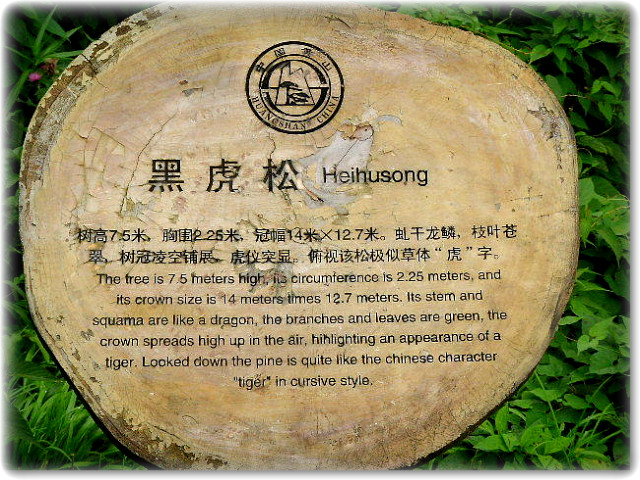 中国黄山
HUANGSHAN CHINA
黑虎松 Heihusong
树高7.5米，胸围2.25米，冠幅14米×12.7米。虬干龙鳞，枝叶苍
翠，树冠凌空铺展，虎仪突显，俯视该松极似草体“虎”字。
The tree is 7.5 meters high, its circumference is 2.25 meters, and
its crown size is 14 meters times 12.7 meters. Its stem and
squama are like a dragon, the branches and leaves are green, the
crown spreads high up in the air, hihlighting an appearance of a
tiger. Looked down the pine is quite like the chinese character
"tiger" in cursive style.